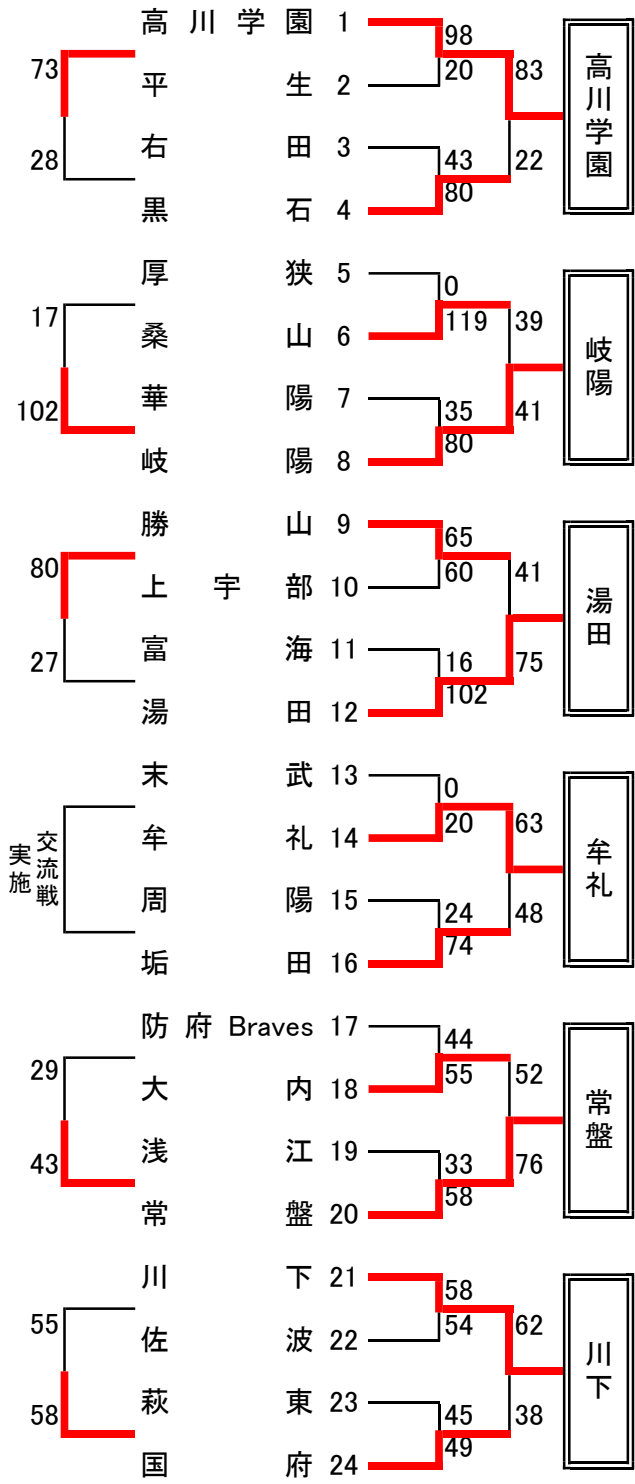 高川学園 1
98
73
20
83
平生 2
高川学園
右田 3
28
43
22
80
黒石 4
厚狭 5
0
17
119
39
桑山 6
岐陽
華陽 7
102
35
41
80
岐陽 8
勝山 9
65
80
60
41
上宇部 10
湯田
富海 11
27
16
75
102
湯田 12
末武 13
0
20
63
牟礼 14
交流戦
実施
牟礼
周陽 15
24
48
74
垢田 16
防府Braves 17
44
29
55
52
大内 18
常盤
浅江 19
43
33
76
58
常盤 20
川下 21
58
55
54
62
佐波 22
川下
萩東 23
58
45
38
49
国府 24